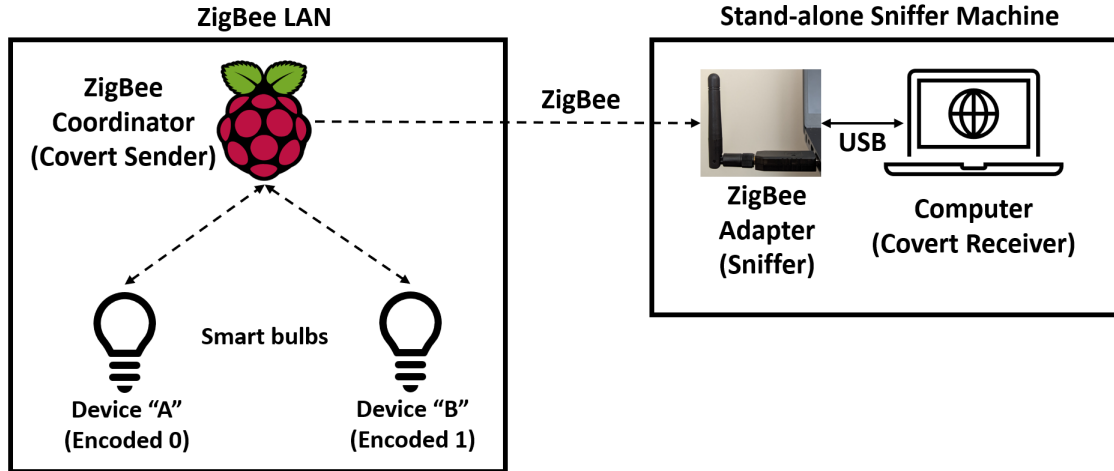 ZigBee LAN
ZigBee
Coordinator
(Covert Sender)
Smart bulbs
Device “A”
(Encoded 0)
Device “B”
(Encoded 1)
ZigBee
Stand-alone Sniffer Machine
USB
ZigBee
Adapter
(Sniffer)
Computer
(Covert Receiver)